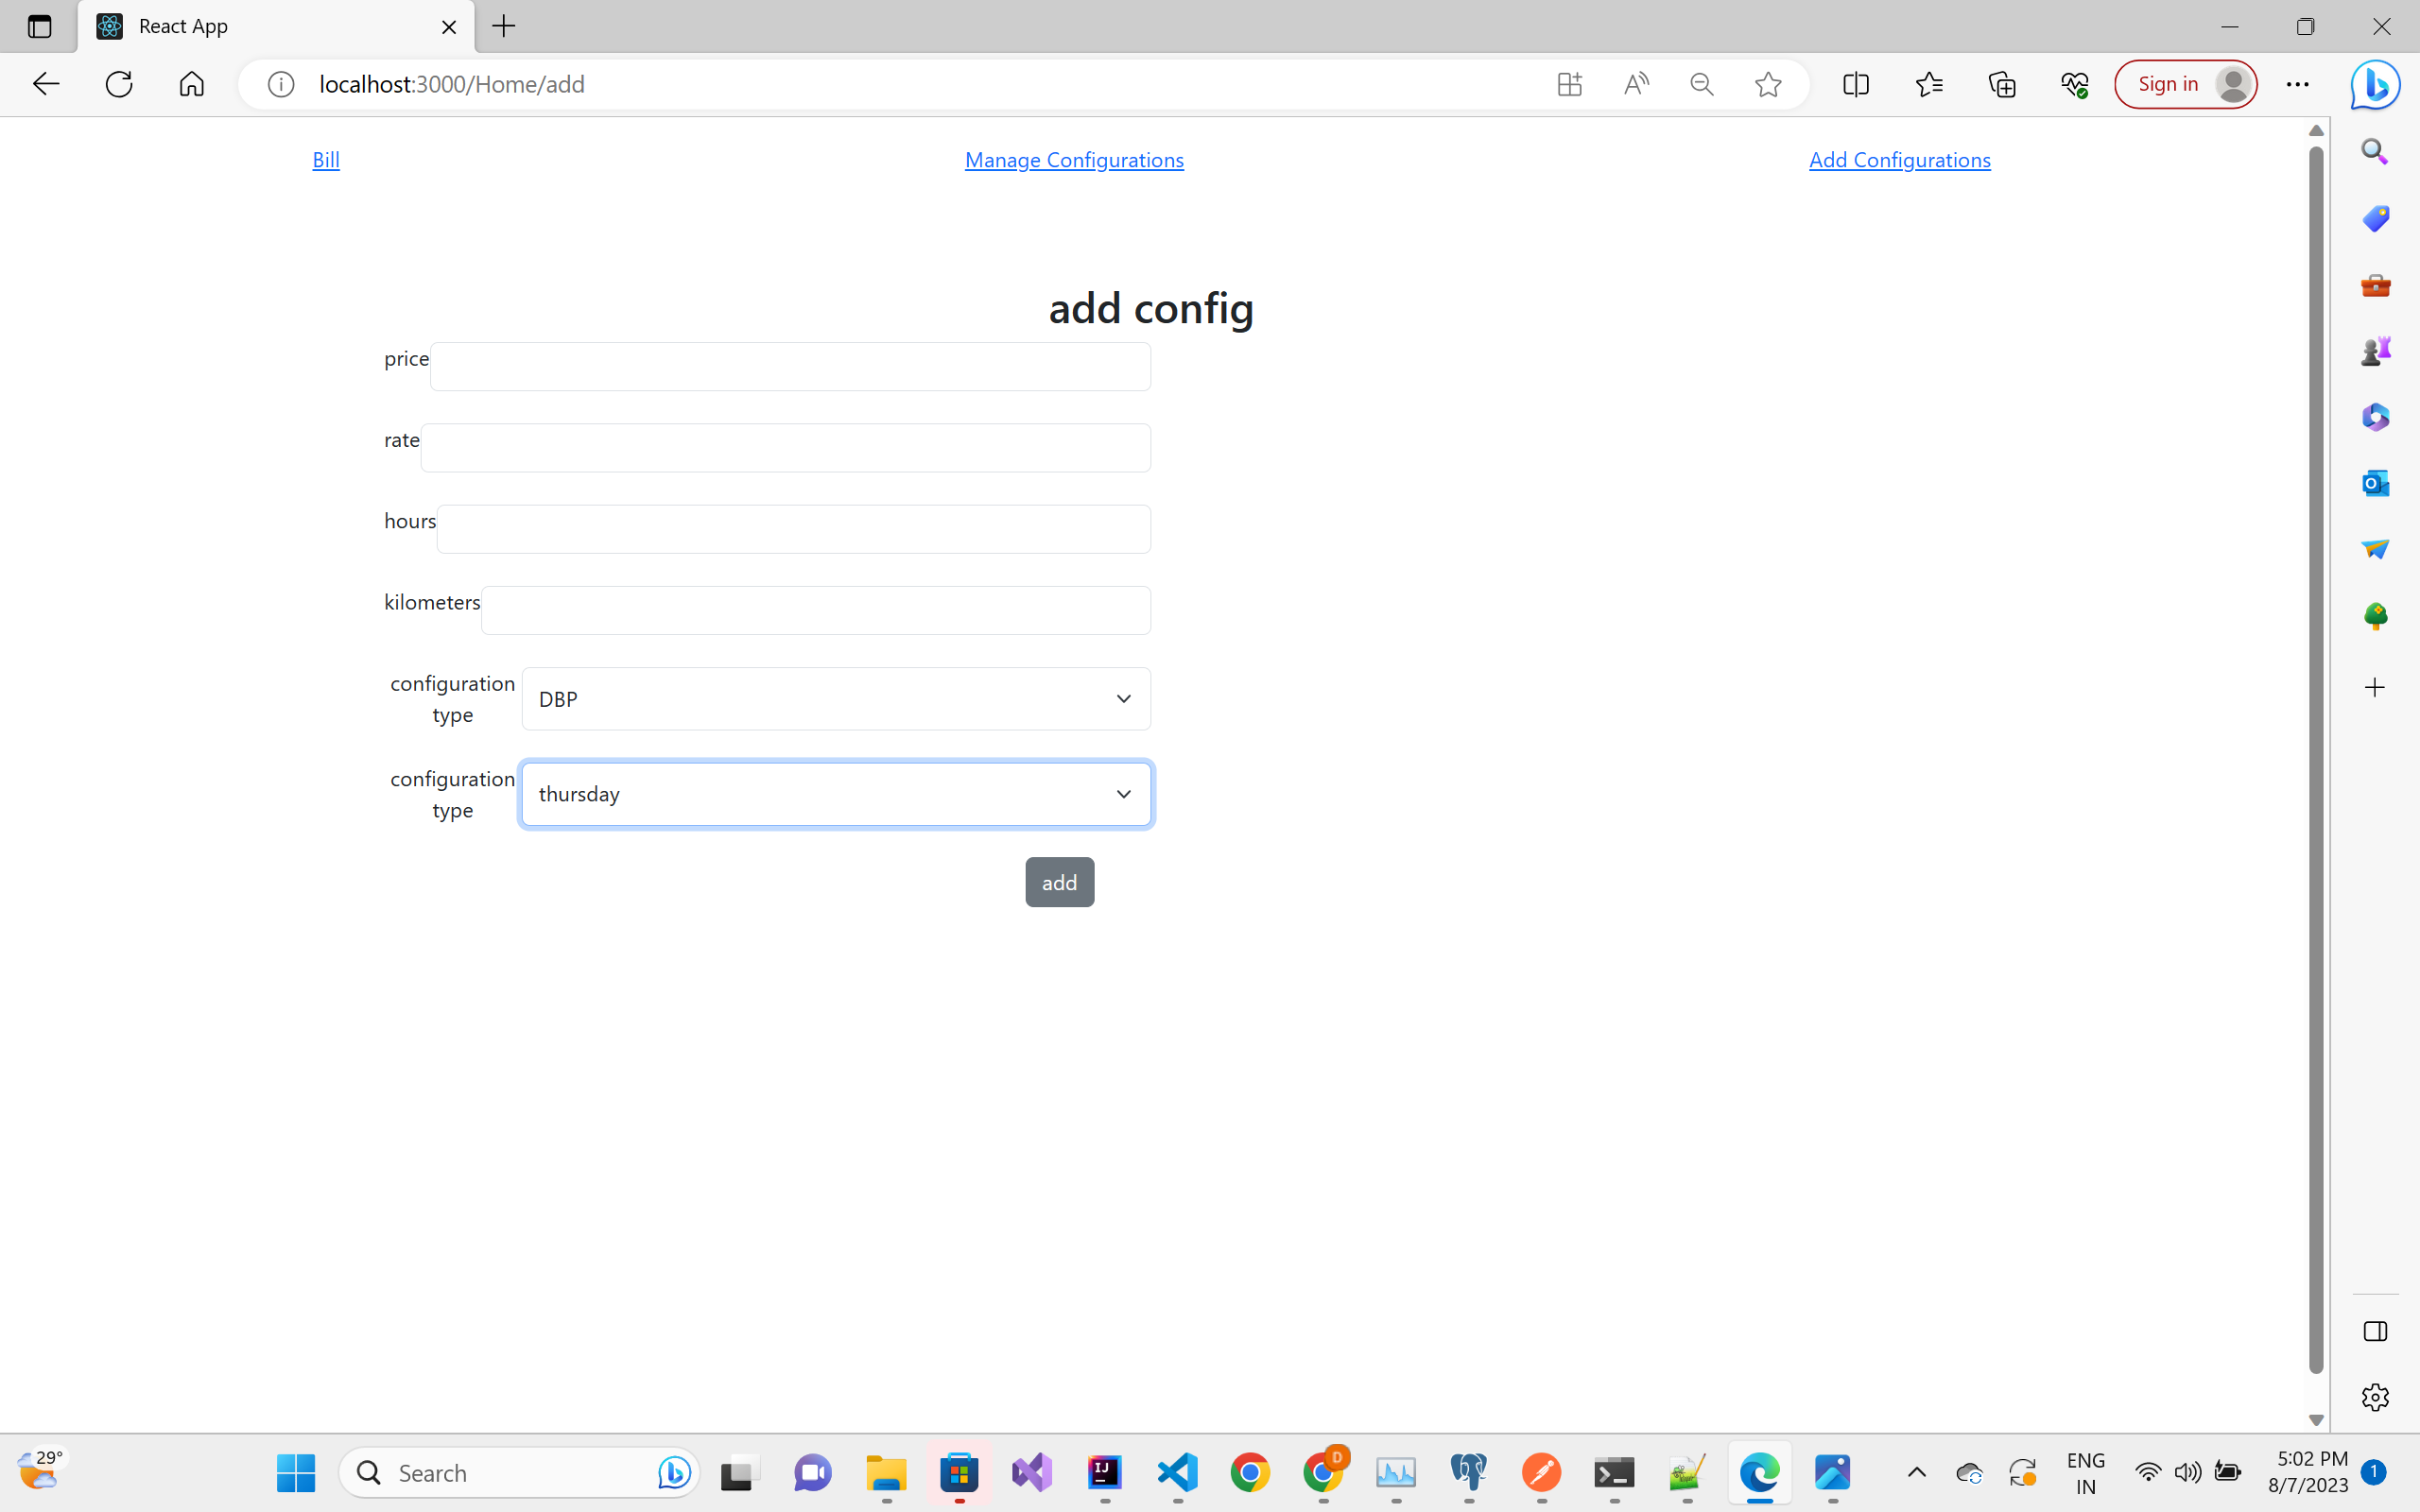 React App
localhost:3000/Home/add
Sign in
Bill
Manage Configurations
Add Configurations
add config
price
rate
hours
kilometers
configuration
type
DBP
configuration
type
thursday
add
29°
Search
D
ENG
IN
5:02 PM
8/7/2023
1